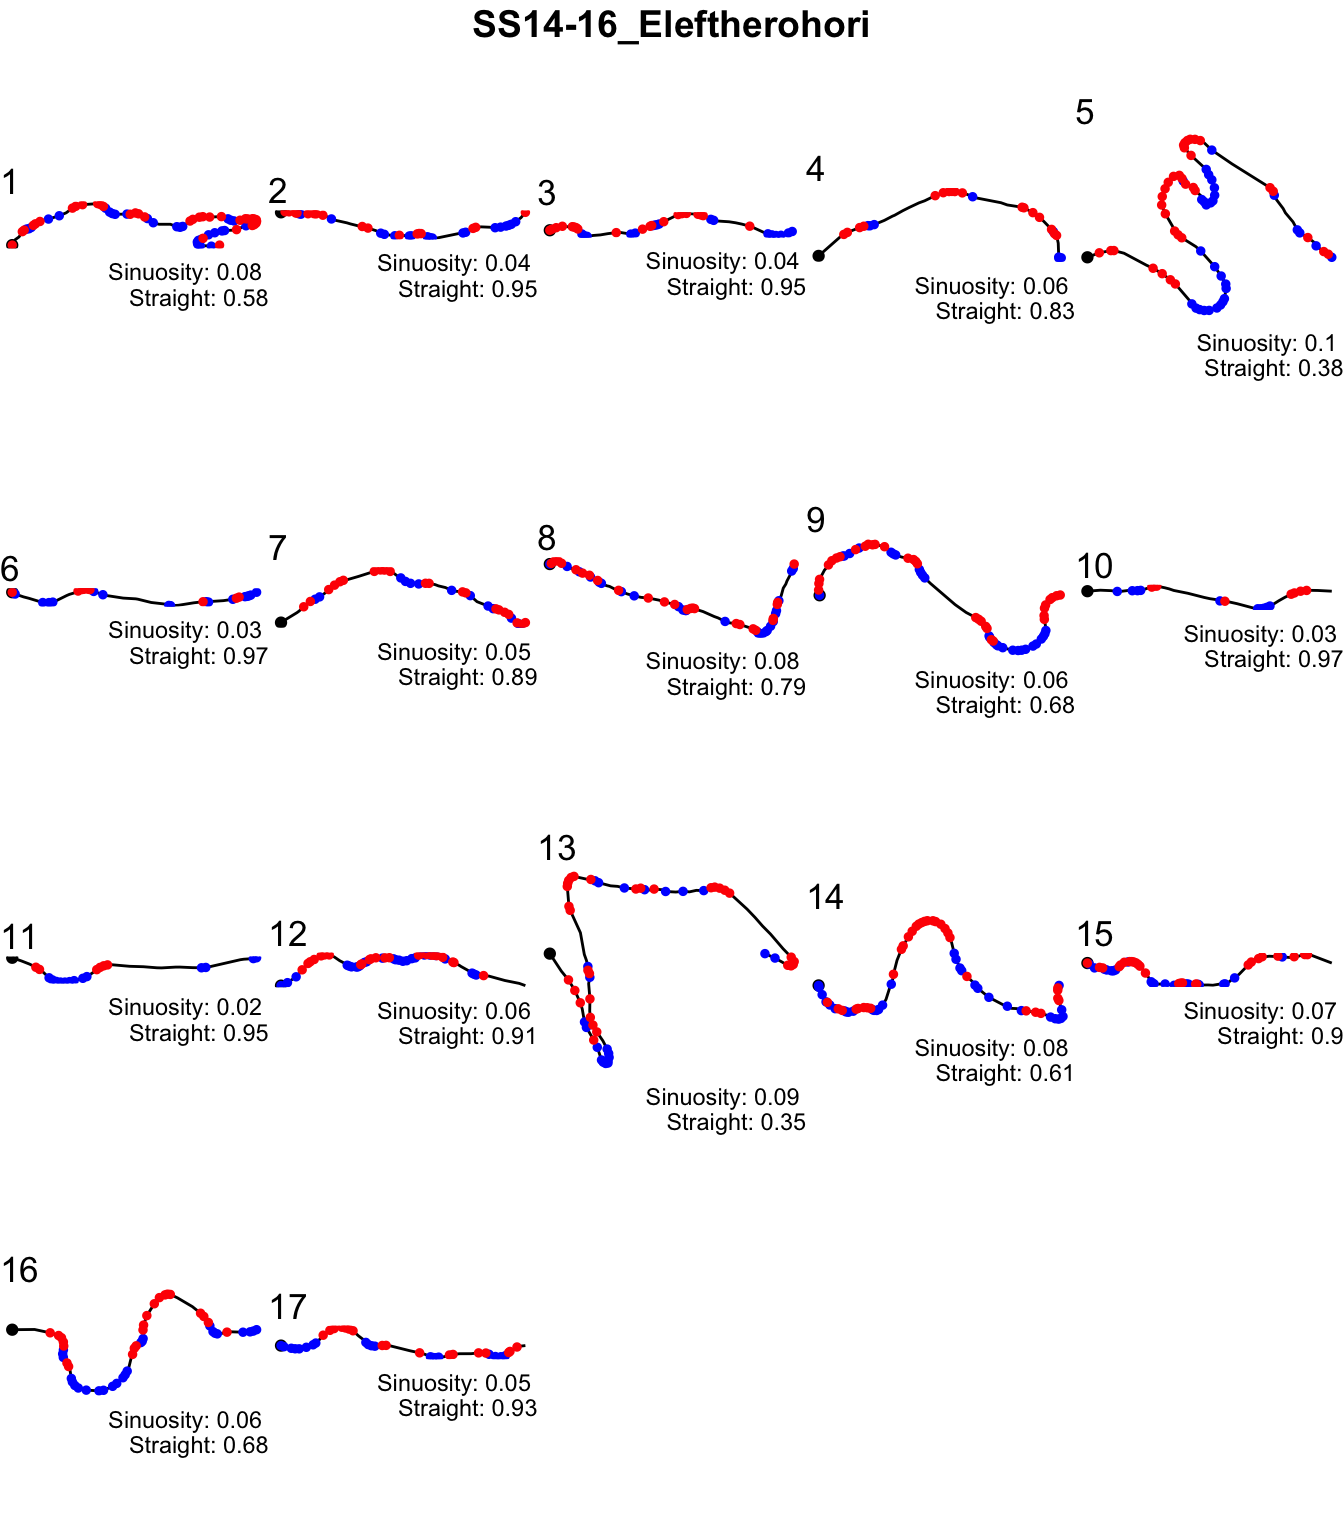 SS14-16_Eleftherohori
1
Sinuosity: 0.08
Straight: 0.58
2
Sinuosity: 0.04
Straight: 0.95
3
Sinuosity: 0.04
Straight: 0.95
4
Sinuosity: 0.06
Straight: 0.83
5
Sinuosity: 0.1
Straight: 0.38
6
Sinuosity: 0.03
Straight: 0.97
7
Sinuosity: 0.05
Straight: 0.89
8
Sinuosity: 0.08
Straight: 0.79
9
Sinuosity: 0.06
Straight: 0.68
10
Sinuosity: 0.03
Straight: 0.97
11
Sinuosity: 0.02
Straight: 0.95
12
Sinuosity: 0.06
Straight: 0.91
13
Sinuosity: 0.09
Straight: 0.35
14
Sinuosity: 0.08
Straight: 0.61
15
Sinuosity: 0.07
Straight: 0.9
16
Sinuosity: 0.06
Straight: 0.68
17
Sinuosity: 0.05
Straight: 0.93